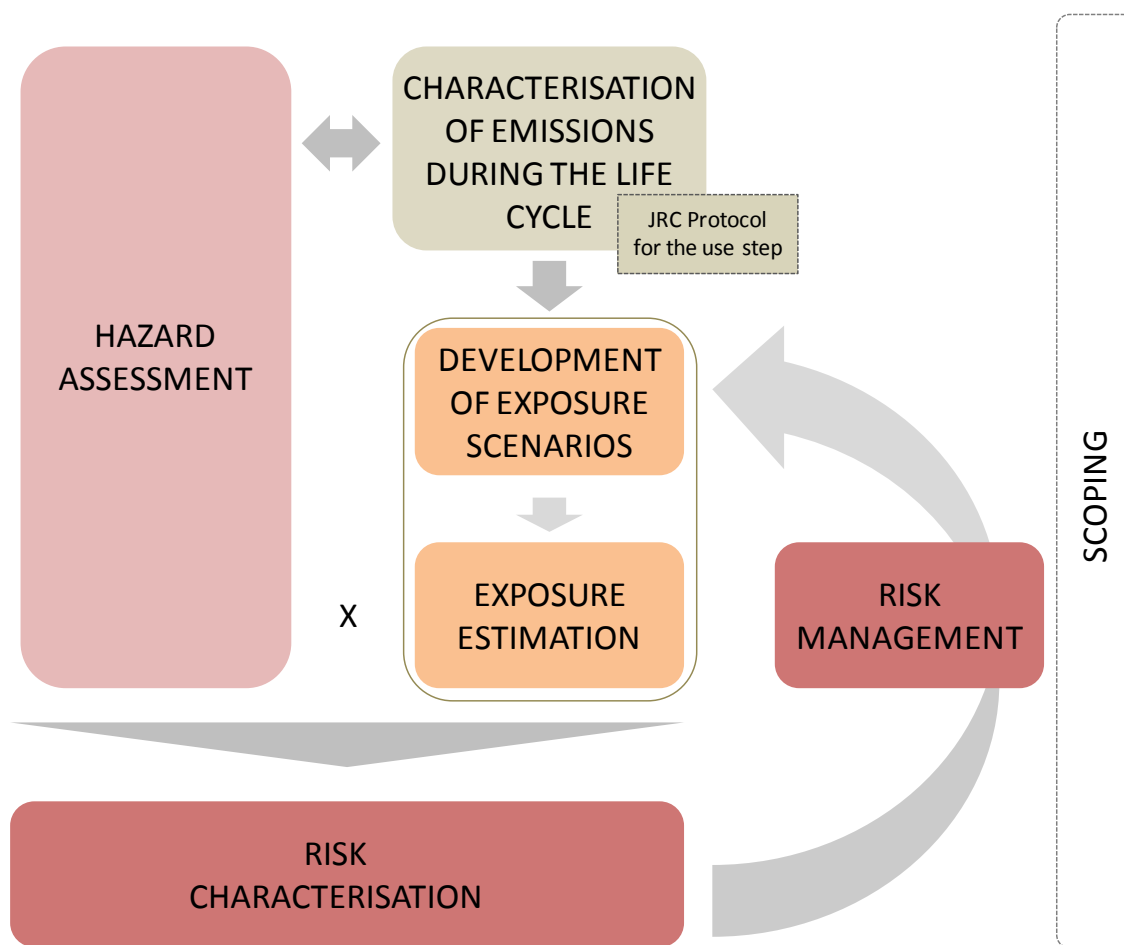 CHARACTERISATION
OF EMISSIONS
DURING THE LIFE
CYCLE
JRC Protocol
for the use step
HAZARD
ASSESSMENT
DEVELOPMENT
OF EXPOSURE
SCENARIOS
X
EXPOSURE
ESTIMATION
RISK
MANAGEMENT
SCOPING
RISK
CHARACTERISATION